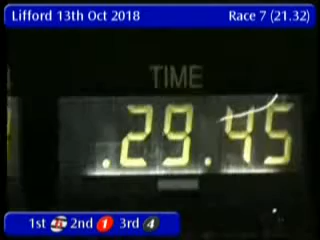 Lifford 13th Oct 2018 Race 7 (21.32)
TIME
.29.45
1st 2nd 1 3rd 4